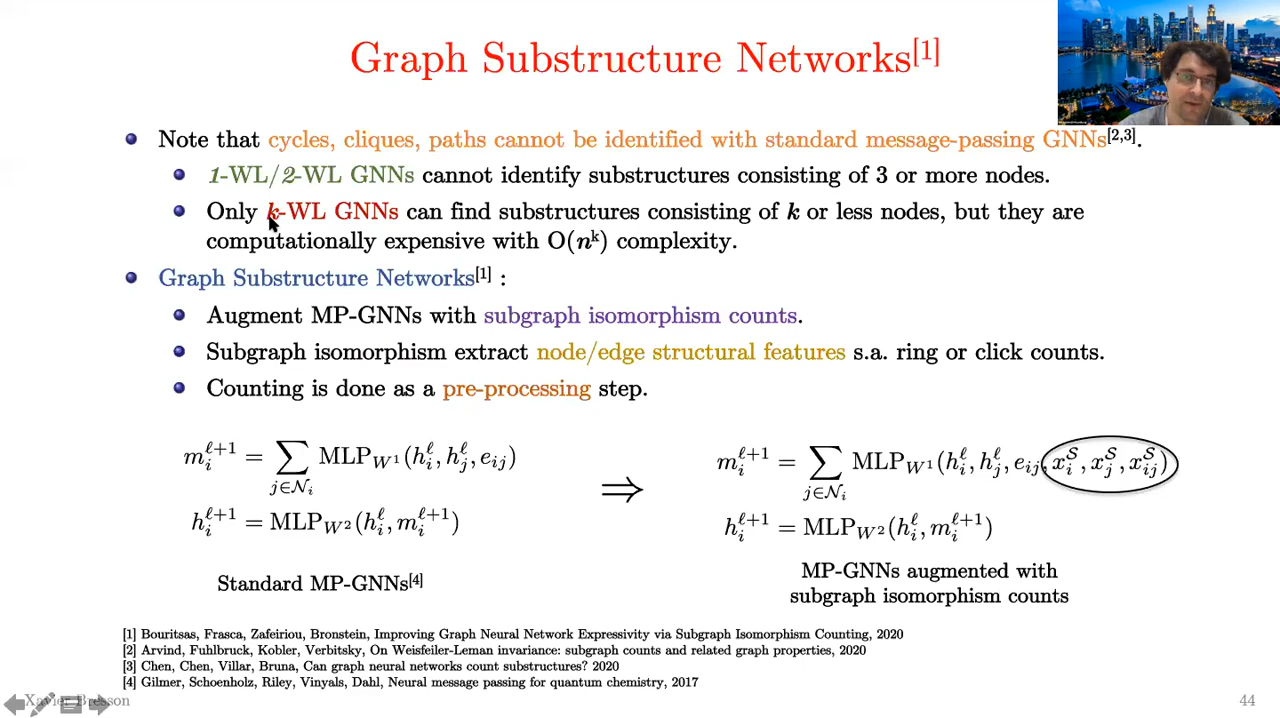 Graph Substructure Networks[1]
Note that cycles, cliques, paths cannot be identified with standard message-passing GNNs[2,3].
1-WL/2-WL GNNs cannot identify substructures consisting of 3 or more nodes.
Only k-WL GNNs can find substructures consisting of k or less nodes, but they are
computationally expensive with O(n^k) complexity.
Graph Substructure Networks[1] :
Augment MP-GNNs with subgraph isomorphism counts.
Subgraph isomorphism extract node/edge structural features s.a. ring or click counts.
Counting is done as a pre-processing step.
m_i^{ℓ+1} = ∑_{j∈N_i} MLP_{W^1}(h_i^ℓ, h_j^ℓ, e_{ij})
h_i^{ℓ+1} = MLP_{W^2}(h_i^ℓ, m_i^{ℓ+1})
Standard MP-GNNs[4]
⇒
m_i^{ℓ+1} = ∑_{j∈N_i} MLP_{W^1}(h_i^ℓ, h_j^ℓ, e_{ij}, x_i^S, x_j^S, x_{ij}^S)
h_i^{ℓ+1} = MLP_{W^2}(h_i^ℓ, m_i^{ℓ+1})
MP-GNNs augmented with
subgraph isomorphism counts
[1] Bouritsas, Frasca, Zafeiriou, Bronstein, Improving Graph Neural Network Expressivity via Subgraph Isomorphism Counting, 2020
[2] Arvind, Fuhlbruck, Kobler, Verbitsky, On Weisfeiler-Leman invariance: subgraph counts and related graph properties, 2020
[3] Chen, Chen, Villar, Bruna, Can graph neural networks count substructures? 2020
[4] Gilmer, Schoenholz, Riley, Vinyals, Dahl, Neural message passing for quantum chemistry, 2017
Xavier Bresson
44